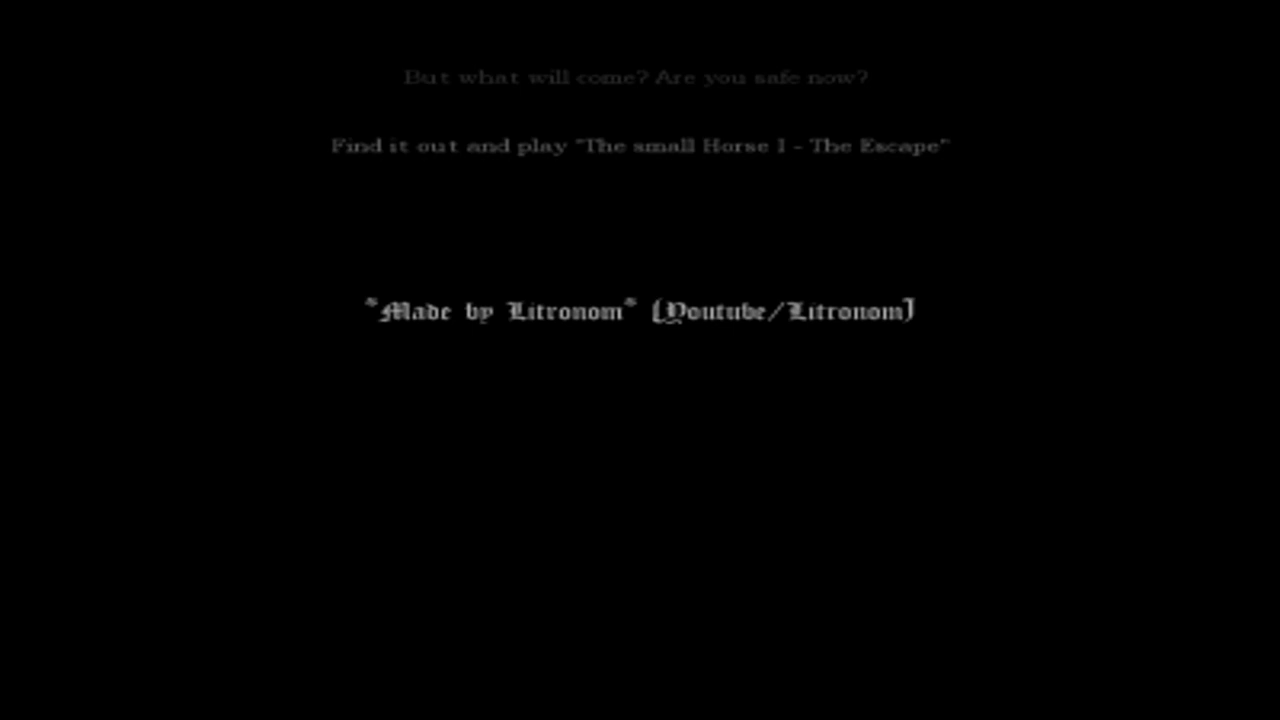 But what will come? Are you safe now?
Find it out and play "The small Horse I - The Escape"
*Made by Litronom* (Youtube/Litronom)